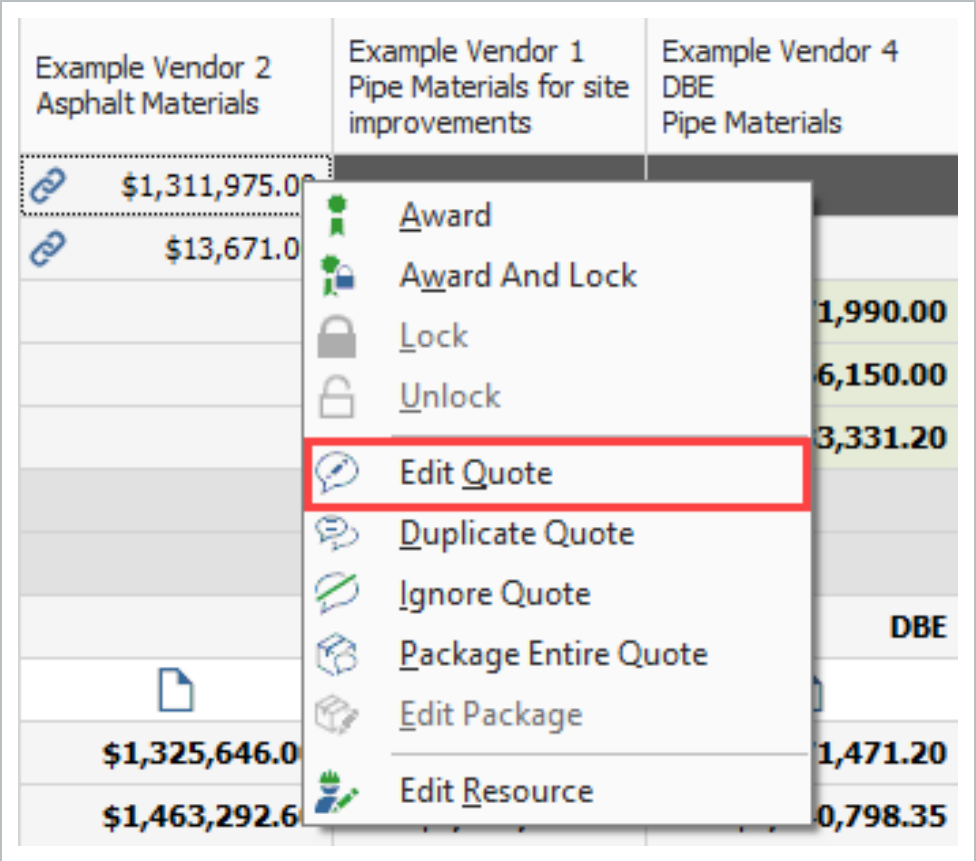 Example Vendor 2
Asphalt Materials
Example Vendor 1
Pipe Materials for site
improvements
Example Vendor 4
DBE
Pipe Materials
$1,311,975.0
$13,671.0
Award
Award And Lock
Lock
Unlock
Edit Quote
Duplicate Quote
Ignore Quote
Package Entire Quote
Edit Package
Edit Resource
1,990.00
6,150.00
3,331.20
DBE
$1,325,646.0
1,471.20
$1,463,292.6
0,798.35